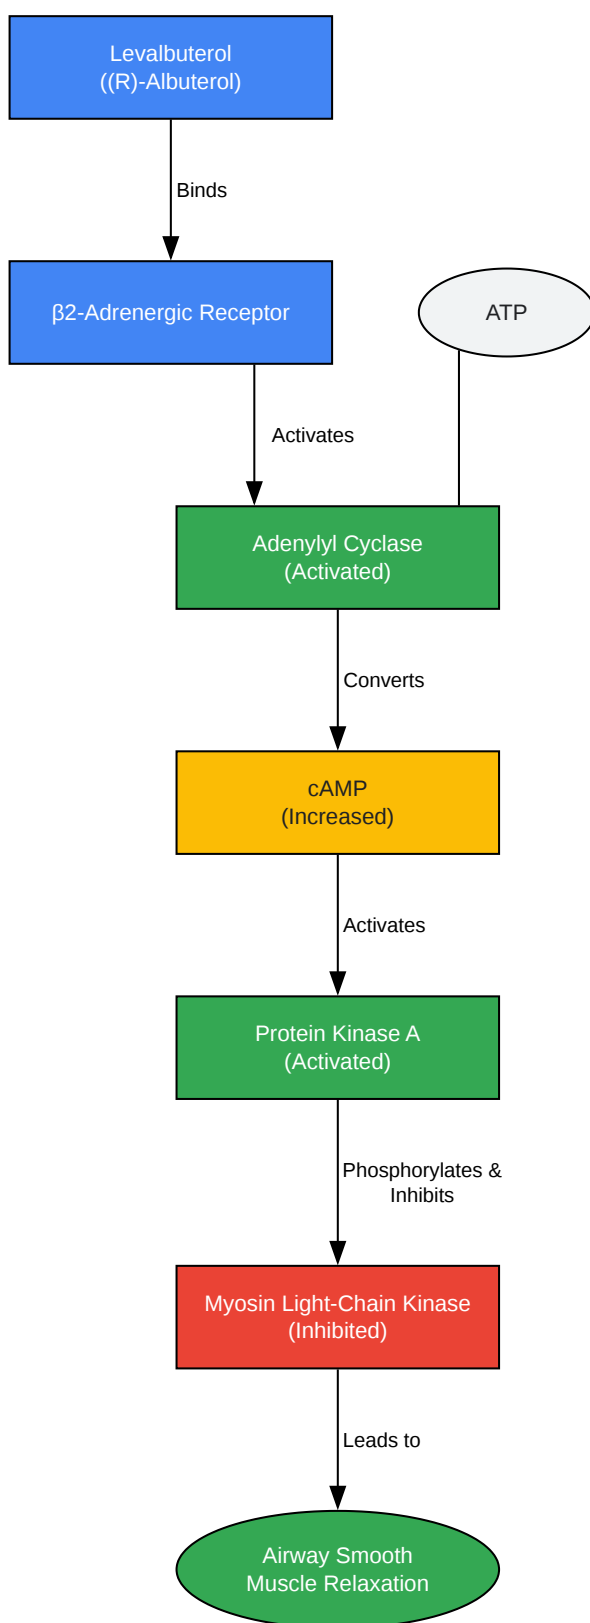 Levalbuterol
((R)-Albuterol)
Binds
β2-Adrenergic Receptor
ATP
Activates
Adenylyl Cyclase
(Activated)
Converts
cAMP
(Increased)
Activates
Protein Kinase A
(Activated)
Phosphorylates &
Inhibits
Myosin Light-Chain Kinase
(Inhibited)
Leads to
Airway Smooth
Muscle Relaxation